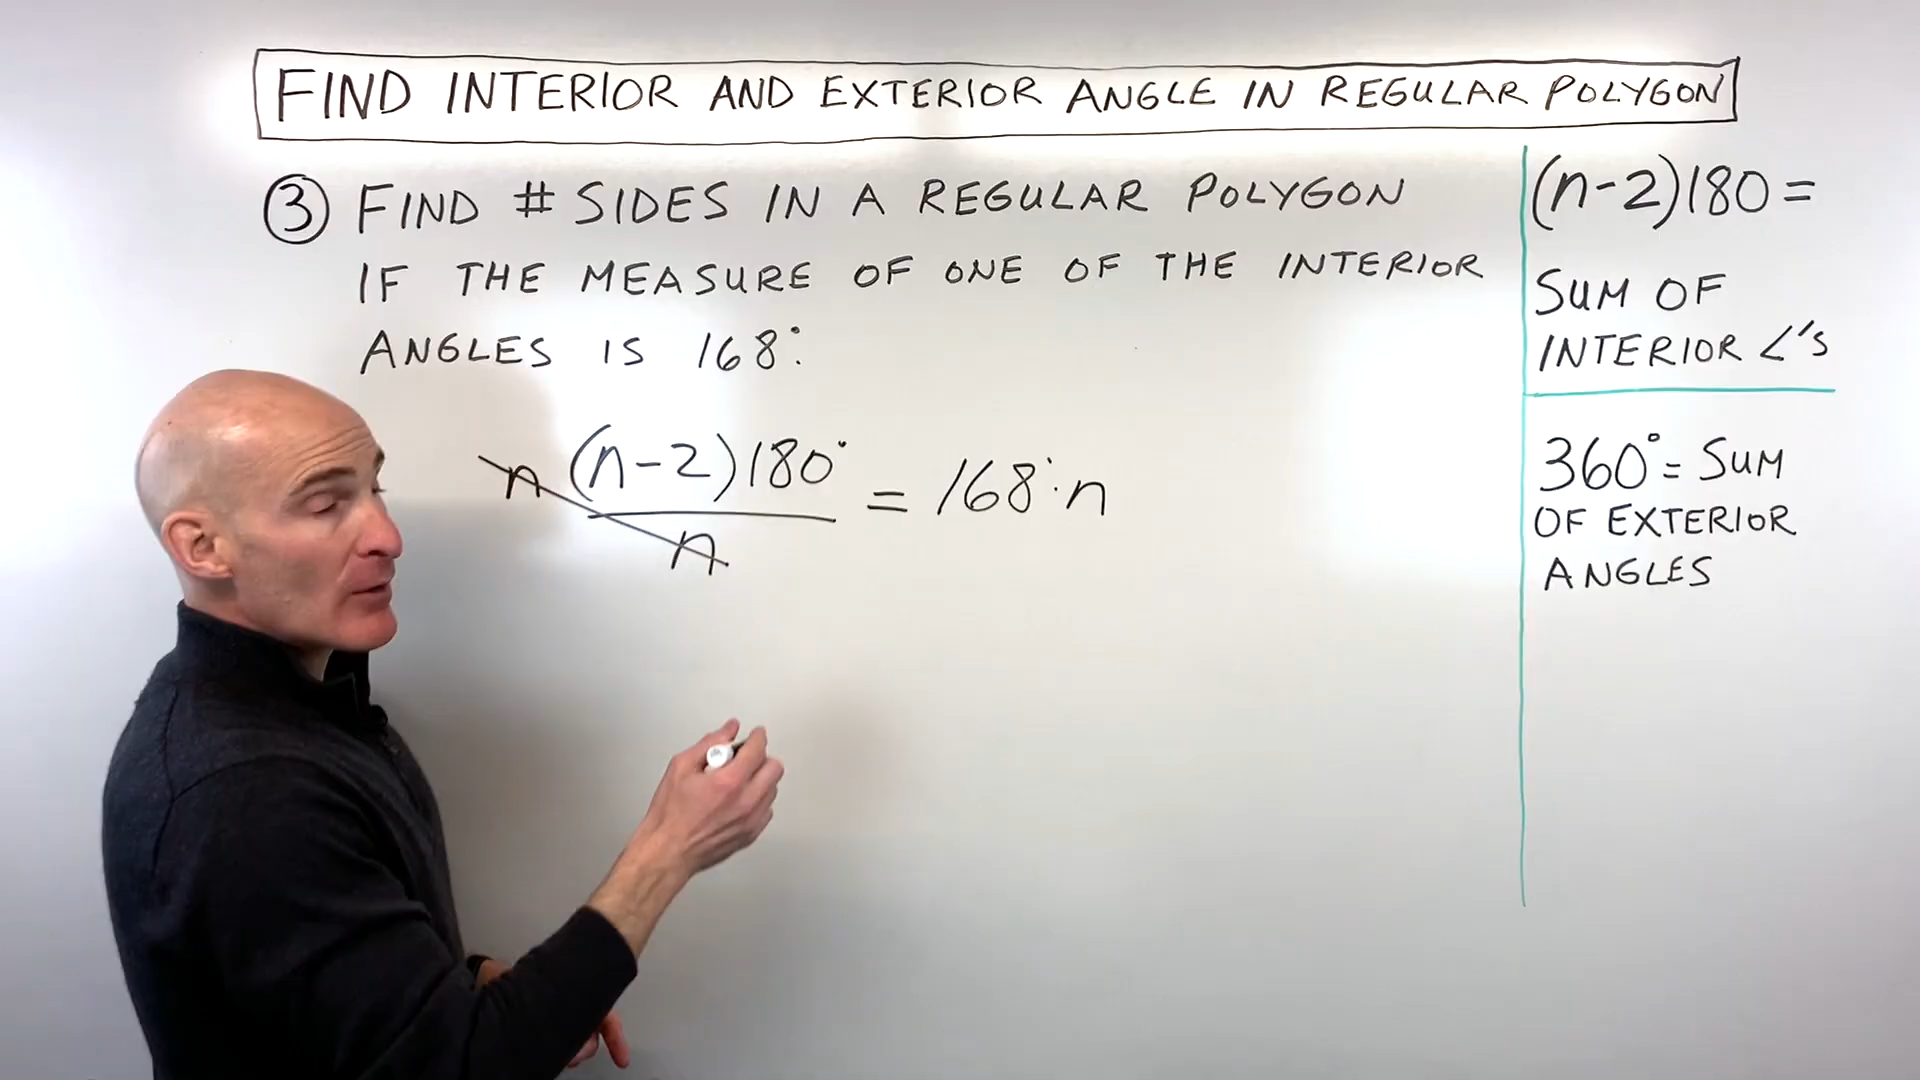 FIND INTERIOR AND EXTERIOR ANGLE IN REGULAR POLYGON
③ FIND # SIDES IN A REGULAR POLYGON
IF THE MEASURE OF ONE OF THE INTERIOR
ANGLES IS 168°.
n (n-2)180° = 168°·n
n
(n-2)180 =
SUM OF
INTERIOR ∠'S
360° = SUM
OF EXTERIOR
ANGLES